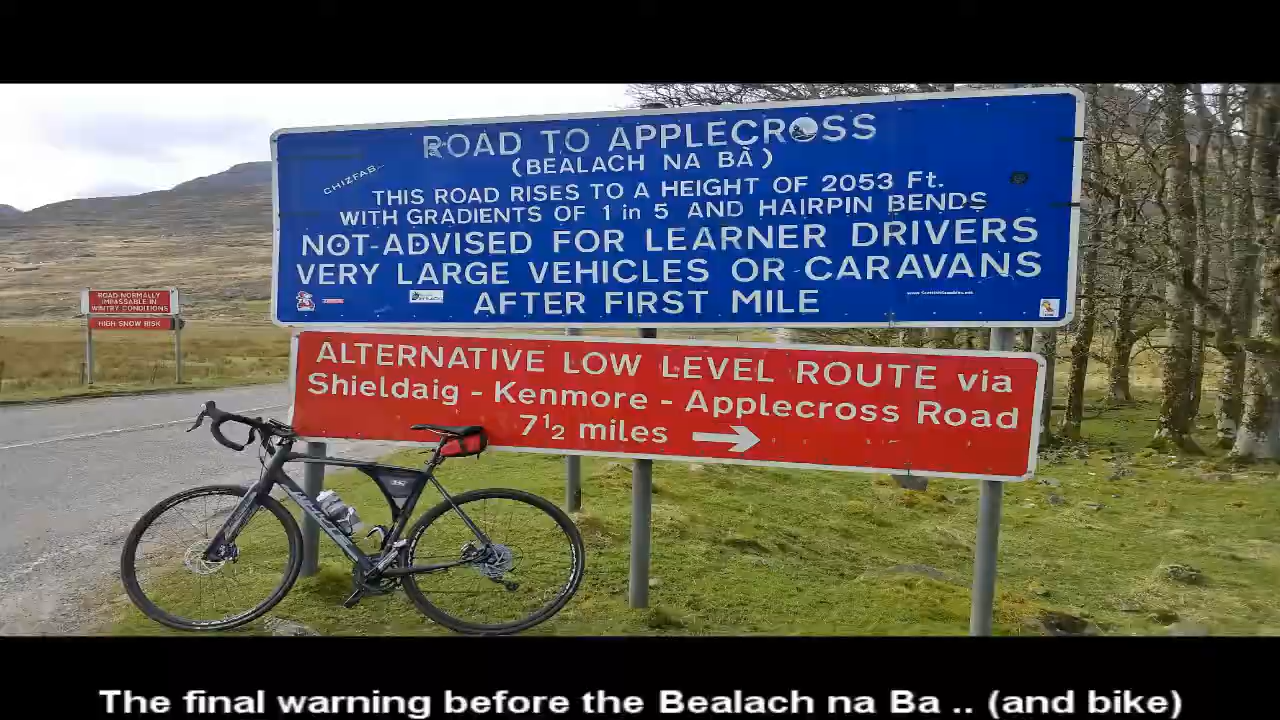 ROAD TO APPLECROSS
(BEALACH NA BÀ)
CHIZFAB
THIS ROAD RISES TO A HEIGHT OF 2053 Ft.
WITH GRADIENTS OF 1 in 5 AND HAIRPIN BENDS
NOT ADVISED FOR LEARNER DRIVERS
VERY LARGE VEHICLES OR CARAVANS
AFTER FIRST MILE
ROAD NORMALLY
IMPASSABLE IN
WINTRY CONDITIONS
HIGH SNOW RISK
ALTERNATIVE LOW LEVEL ROUTE via
Shieldaig - Kenmore - Applecross Road
7½ miles
The final warning before the Bealach na Ba .. (and bike)